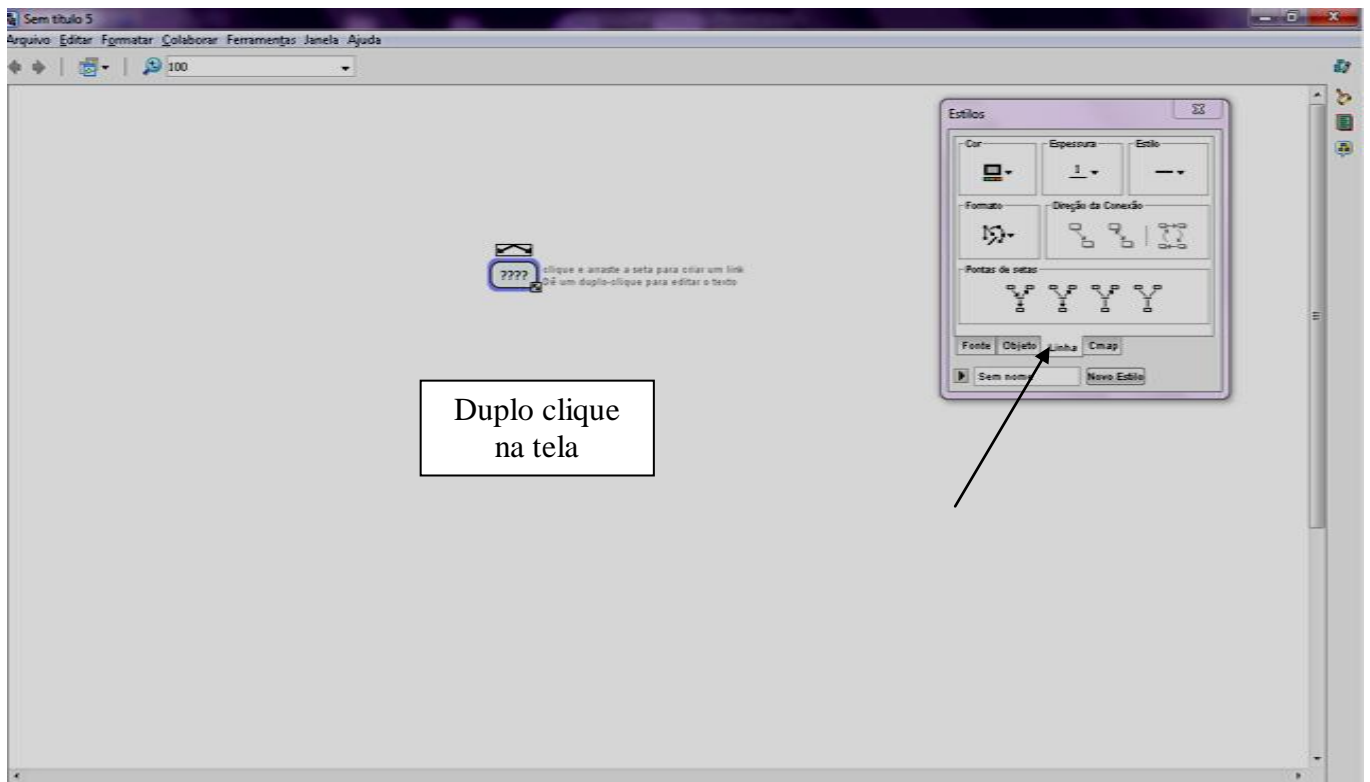 Sem título 5
Arquivo Editar Formatar Colaborar Ferramentas Janela Ajuda
100
Estilos
Cor Espessura Estilo
1
Formato Direção da Conexão
Pontas de setas
Fonte Objeto Linha Cmap
Sem nome Novo Estilo
????
clique e arraste a seta para criar um link
Dê um duplo-clique para editar o texto
Duplo clique
na tela